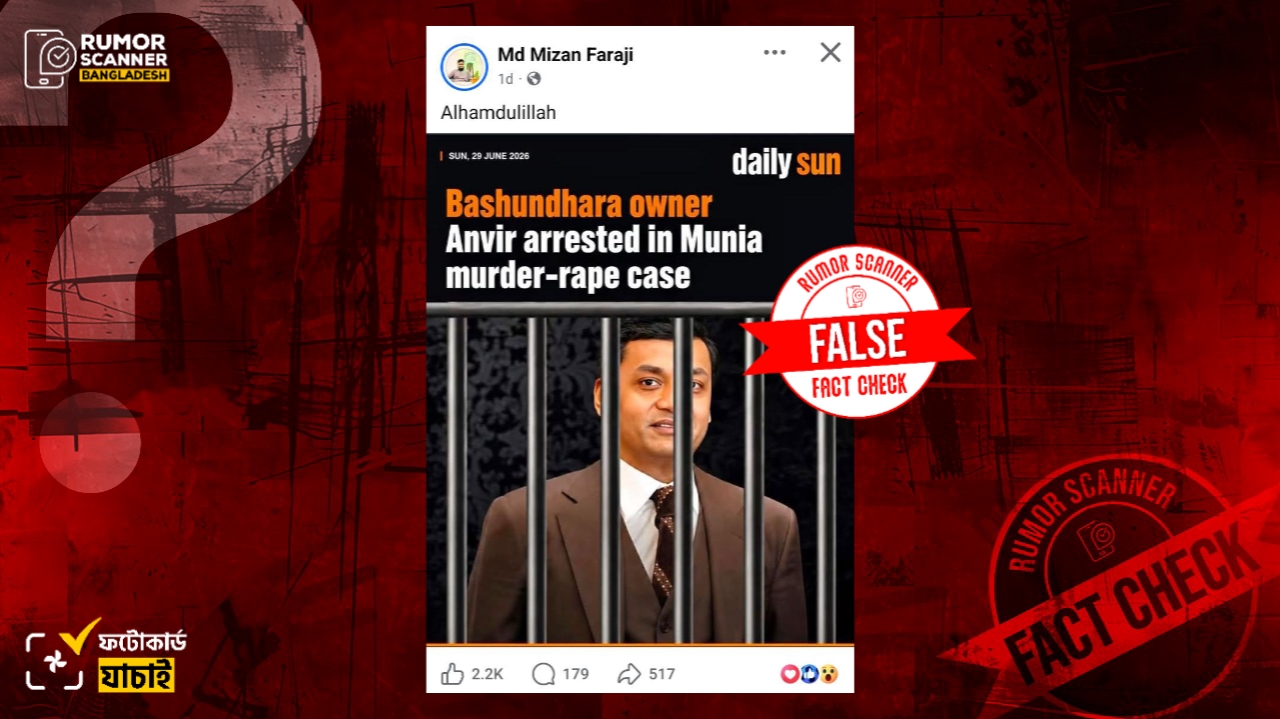 RUMOR
SCANNER
BANGLADESH
Md Mizan Faraji
1d ·
Alhamdulillah
SUN, 29 JUNE 2026
daily sun
Bashundhara owner
Anvir arrested in Munia
murder-rape case
RUMOR SCANNER
FALSE
FACT CHECK
RUMOR SCANNER
FACT CHECK
ফটোকার্ড
যাচাই
2.2K 179 517